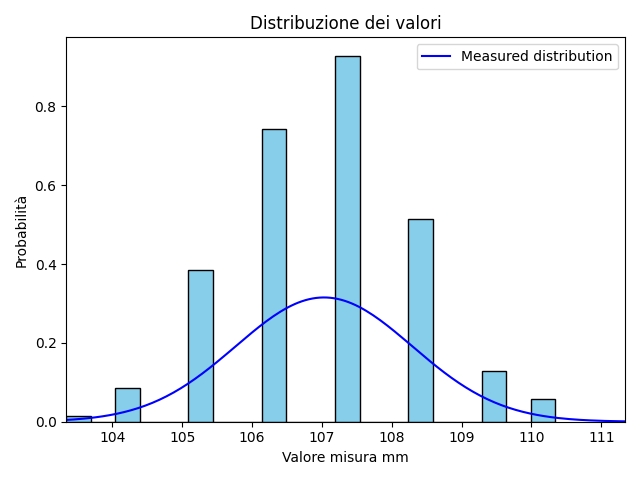 Distribuzione dei valori
Measured distribution
Probabilità
0.8
0.6
0.4
0.2
0.0
104 105 106 107 108 109 110 111
Valore misura mm